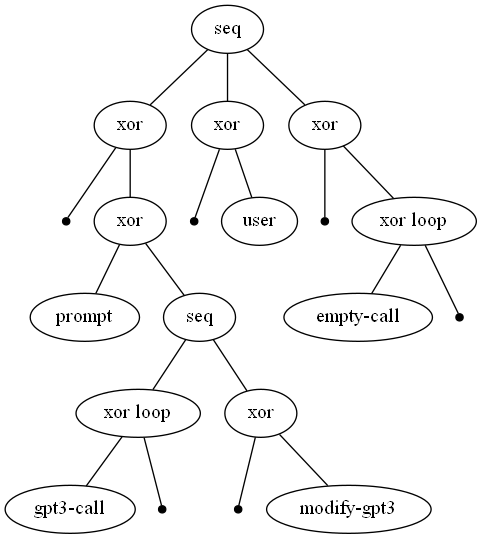 seq
xor
xor
xor
xor
user
xor loop
prompt
seq
empty-call
xor loop
xor
gpt3-call
modify-gpt3